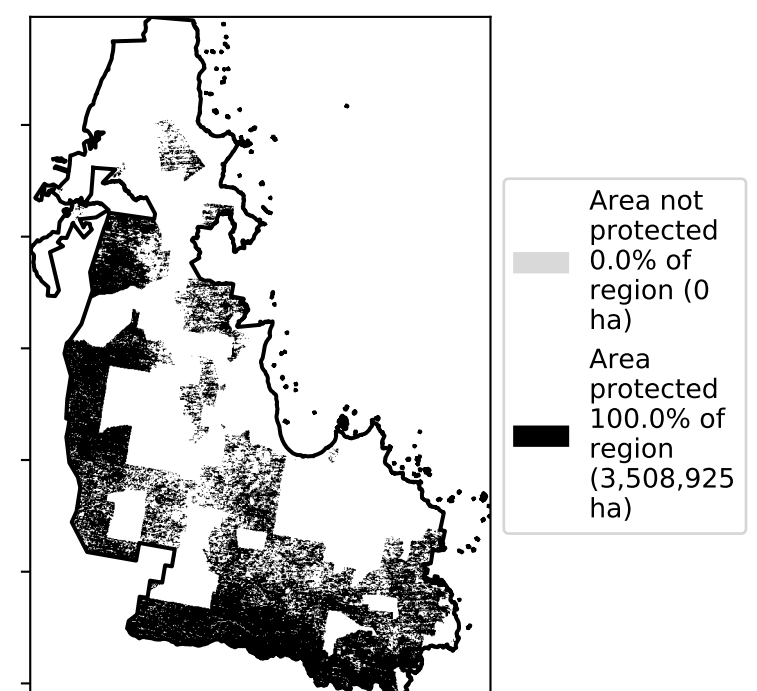 Area not
protected
0.0% of
region (0
ha)
Area
protected
100.0% of
region
(3,508,925
ha)